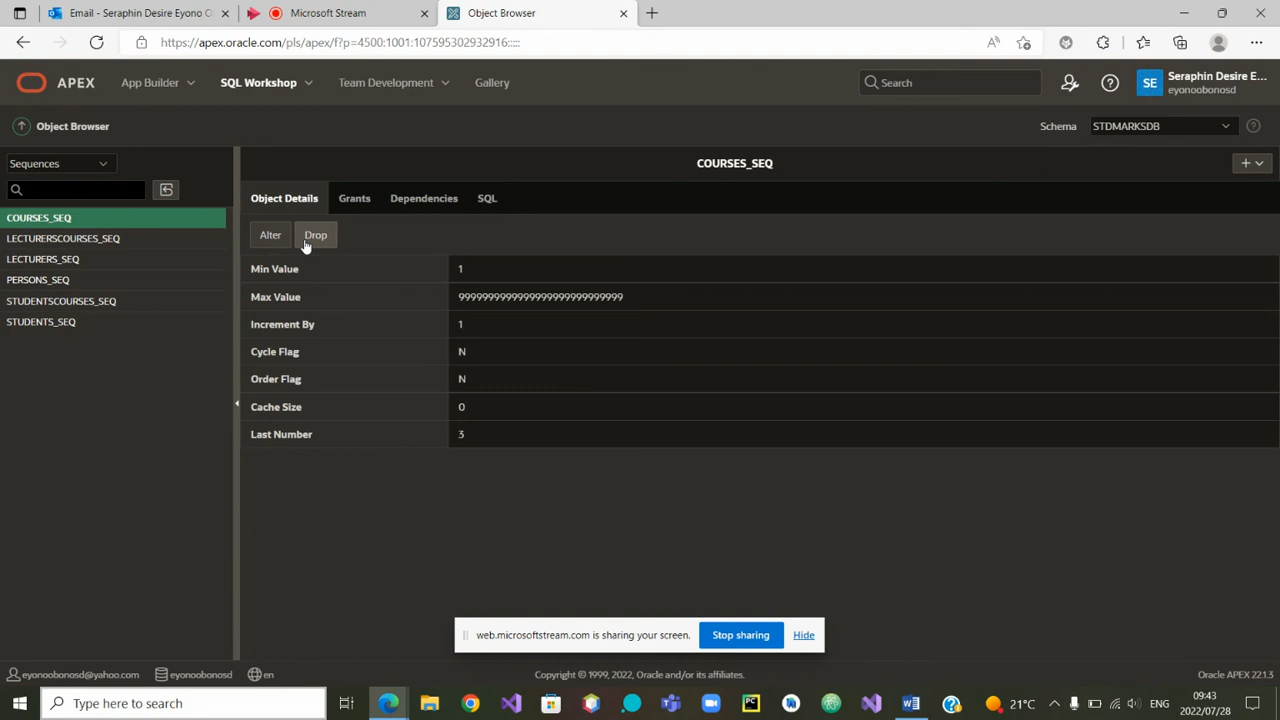 Email - Seraphin Desire Eyono O
Microsoft Stream
Object Browser
https://apex.oracle.com/pls/apex/f?p=4500:1001:107595302932916:::::
APEX
App Builder
SQL Workshop
Team Development
Gallery
Search
SE
Seraphin Desire E...
eyonoobonosd
Object Browser
Schema
STDMARKSDB
Sequences
COURSES_SEQ
COURSES_SEQ
LECTURERSCOURSES_SEQ
LECTURERS_SEQ
PERSONS_SEQ
STUDENTSCOURSES_SEQ
STUDENTS_SEQ
Object Details
Grants
Dependencies
SQL
Alter
Drop
Min Value
1
Max Value
9999999999999999999999999999
Increment By
1
Cycle Flag
N
Order Flag
N
Cache Size
0
Last Number
3
web.microsoftstream.com is sharing your screen.
Stop sharing
Hide
eyonoobonosd@yahoo.com
eyonoobonosd
en
Copyright © 1999, 2022, Oracle and/or its affiliates.
Oracle APEX 22.1.3
Type here to search
21°C
ENG
09:43
2022/07/28